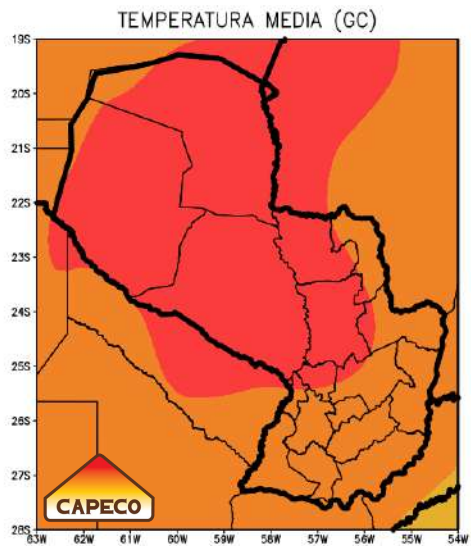 TEMPERATURA MEDIA (GC)
19S
20S
21S
22S
23S
24S
25S
26S
27S
28S
CAPECO
63W 62W 61W 60W 59W 58W 57W 56W 55W 54W